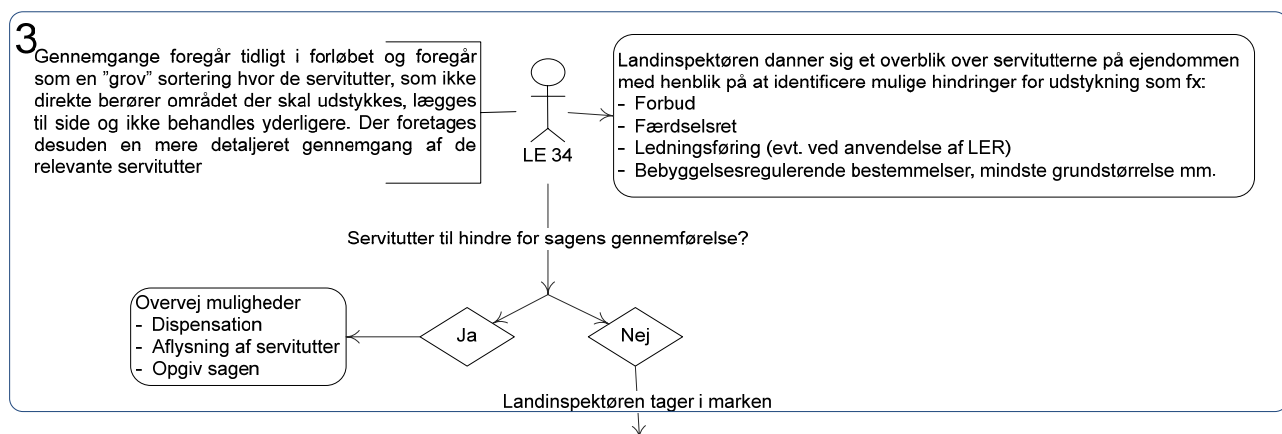 3
Gennemgange foregår tidligt i forløbet og foregår
som en ”grov” sortering hvor de servitutter, som ikke
direkte berører området der skal udstykkes, lægges
til side og ikke behandles yderligere. Der foretages
desuden en mere detaljeret gennemgang af de
relevante servitutter
LE 34
Landinspektøren danner sig et overblik over servitutterne på ejendommen
med henblik på at identificere mulige hindringer for udstykning som fx:
- Forbud
- Færdselsret
- Ledningsføring (evt. ved anvendelse af LER)
- Bebyggelsesregulerende bestemmelser, mindste grundstørrelse mm.
Servitutter til hindre for sagens gennemførelse?
Overvej muligheder
- Dispensation
- Aflysning af servitutter
- Opgiv sagen
Ja
Nej
Landinspektøren tager i marken